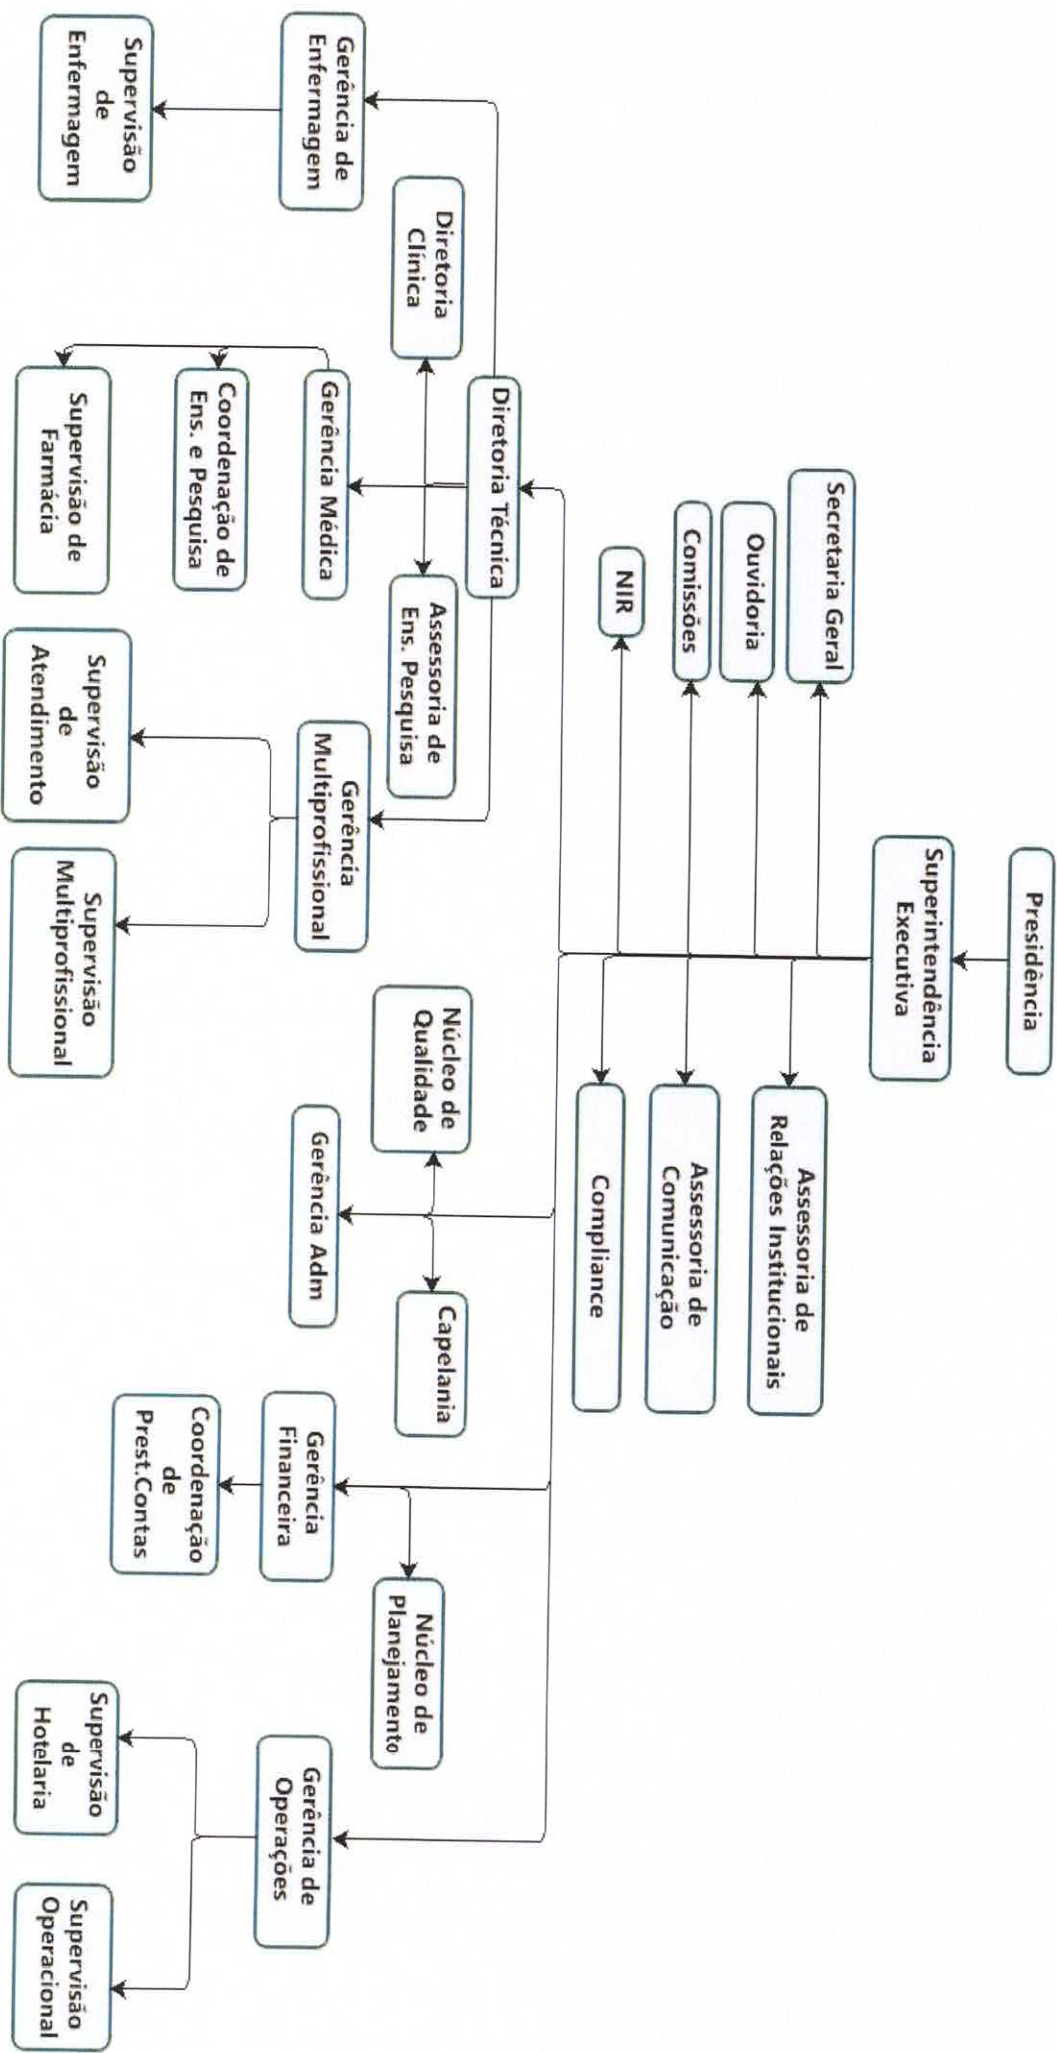 Presidência
Superintendência
Executiva
Secretaria Geral
Assessoria de
Relações Institucionais
Ouvidoria
Comissões
Assessoria de
Comunicação
NIR
Compliance
Diretoria Técnica
Diretoria
Clínica
Assessoria de
Ens. Pesquisa
Núcleo de
Qualidade
Capelania
Núcleo de
Planejamento
Gerência de
Enfermagem
Gerência Médica
Gerência
Multiprofissional
Gerência Adm
Gerência
Financeira
Gerência de
Operações
Coordenação de
Ens. e Pesquisa
Coordenação
de
Prest.Contas
Supervisão
de
Enfermagem
Supervisão de
Farmácia
Supervisão
de
Atendimento
Supervisão
Multiprofissional
Supervisão
de
Hotelaria
Supervisão
Operacional